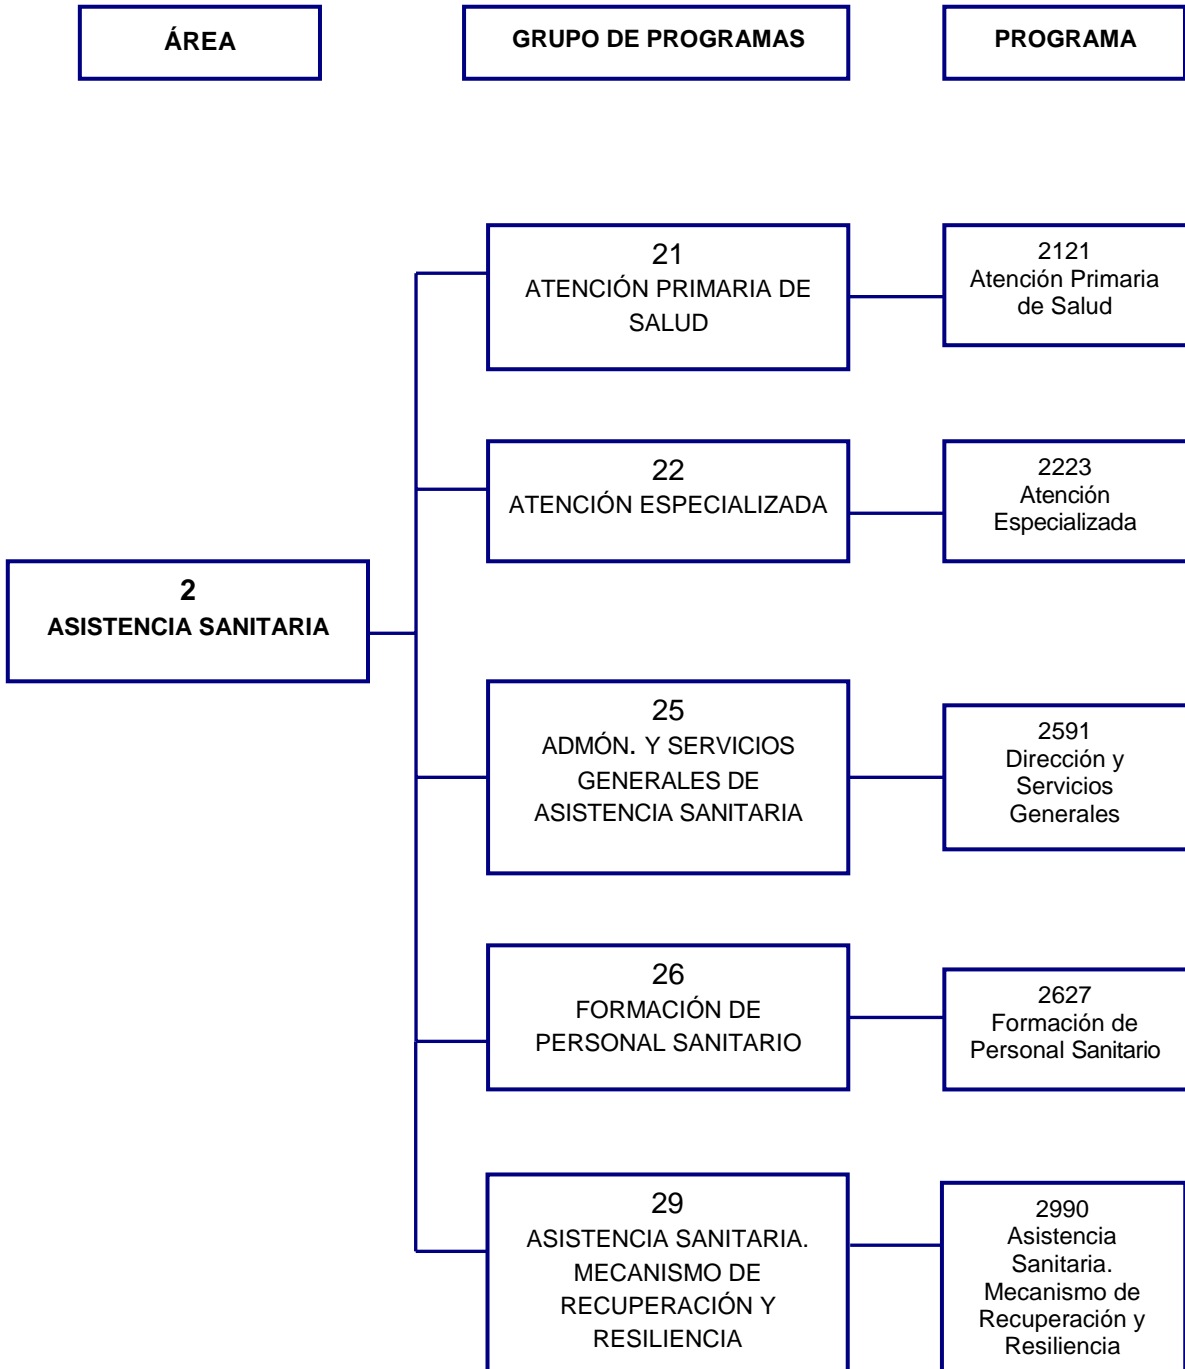 ÁREA
GRUPO DE PROGRAMAS
PROGRAMA
21
ATENCIÓN PRIMARIA DE
SALUD
2121
Atención Primaria
de Salud
22
ATENCIÓN ESPECIALIZADA
2223
Atención
Especializada
2
ASISTENCIA SANITARIA
25
ADMÓN. Y SERVICIOS
GENERALES DE
ASISTENCIA SANITARIA
2591
Dirección y
Servicios
Generales
26
FORMACIÓN DE
PERSONAL SANITARIO
2627
Formación de
Personal Sanitario
29
ASISTENCIA SANITARIA.
MECANISMO DE
RECUPERACIÓN Y
RESILIENCIA
2990
Asistencia
Sanitaria.
Mecanismo de
Recuperación y
Resiliencia